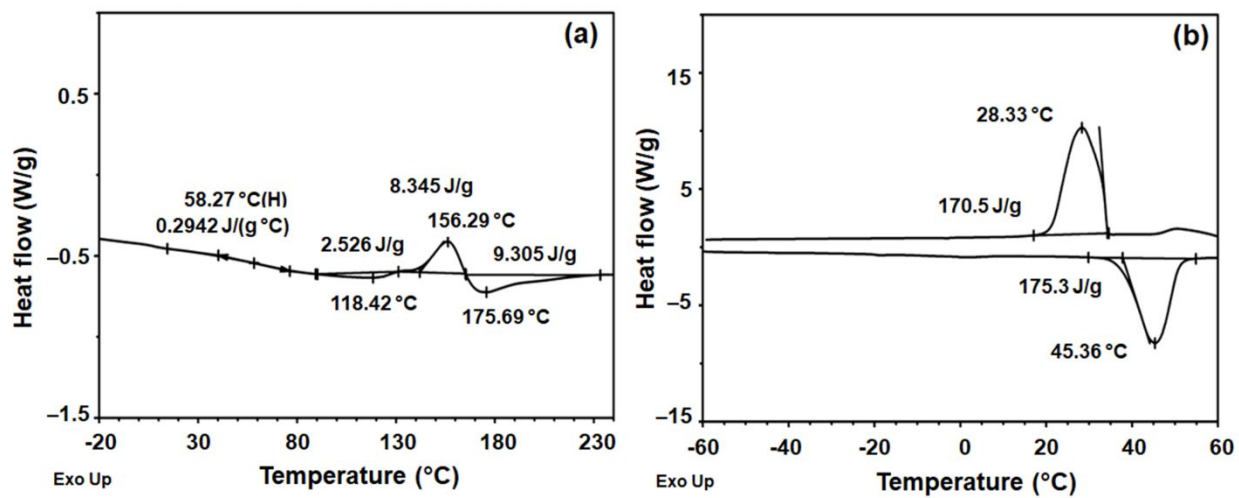 (a)
0.5
−0.5
−1.5
Heat flow (W/g)
58.27 °C(H)
0.2942 J/(g °C)
2.526 J/g
118.42 °C
8.345 J/g
156.29 °C
9.305 J/g
175.69 °C
-20 30 80 130 180 230
Temperature (°C)
Exo Up
(b)
15
5
−5
−15
Heat flow (W/g)
28.33 °C
170.5 J/g
175.3 J/g
45.36 °C
-60 -40 -20 0 20 40 60
Temperature (°C)
Exo Up